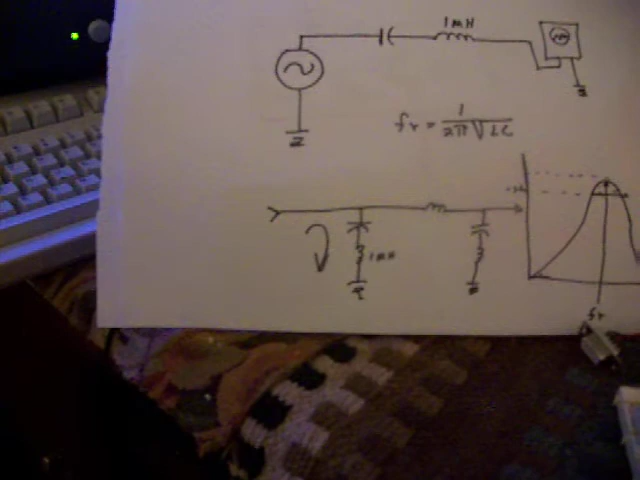 1MH
fr = 1
2π√LC
1MH
fr